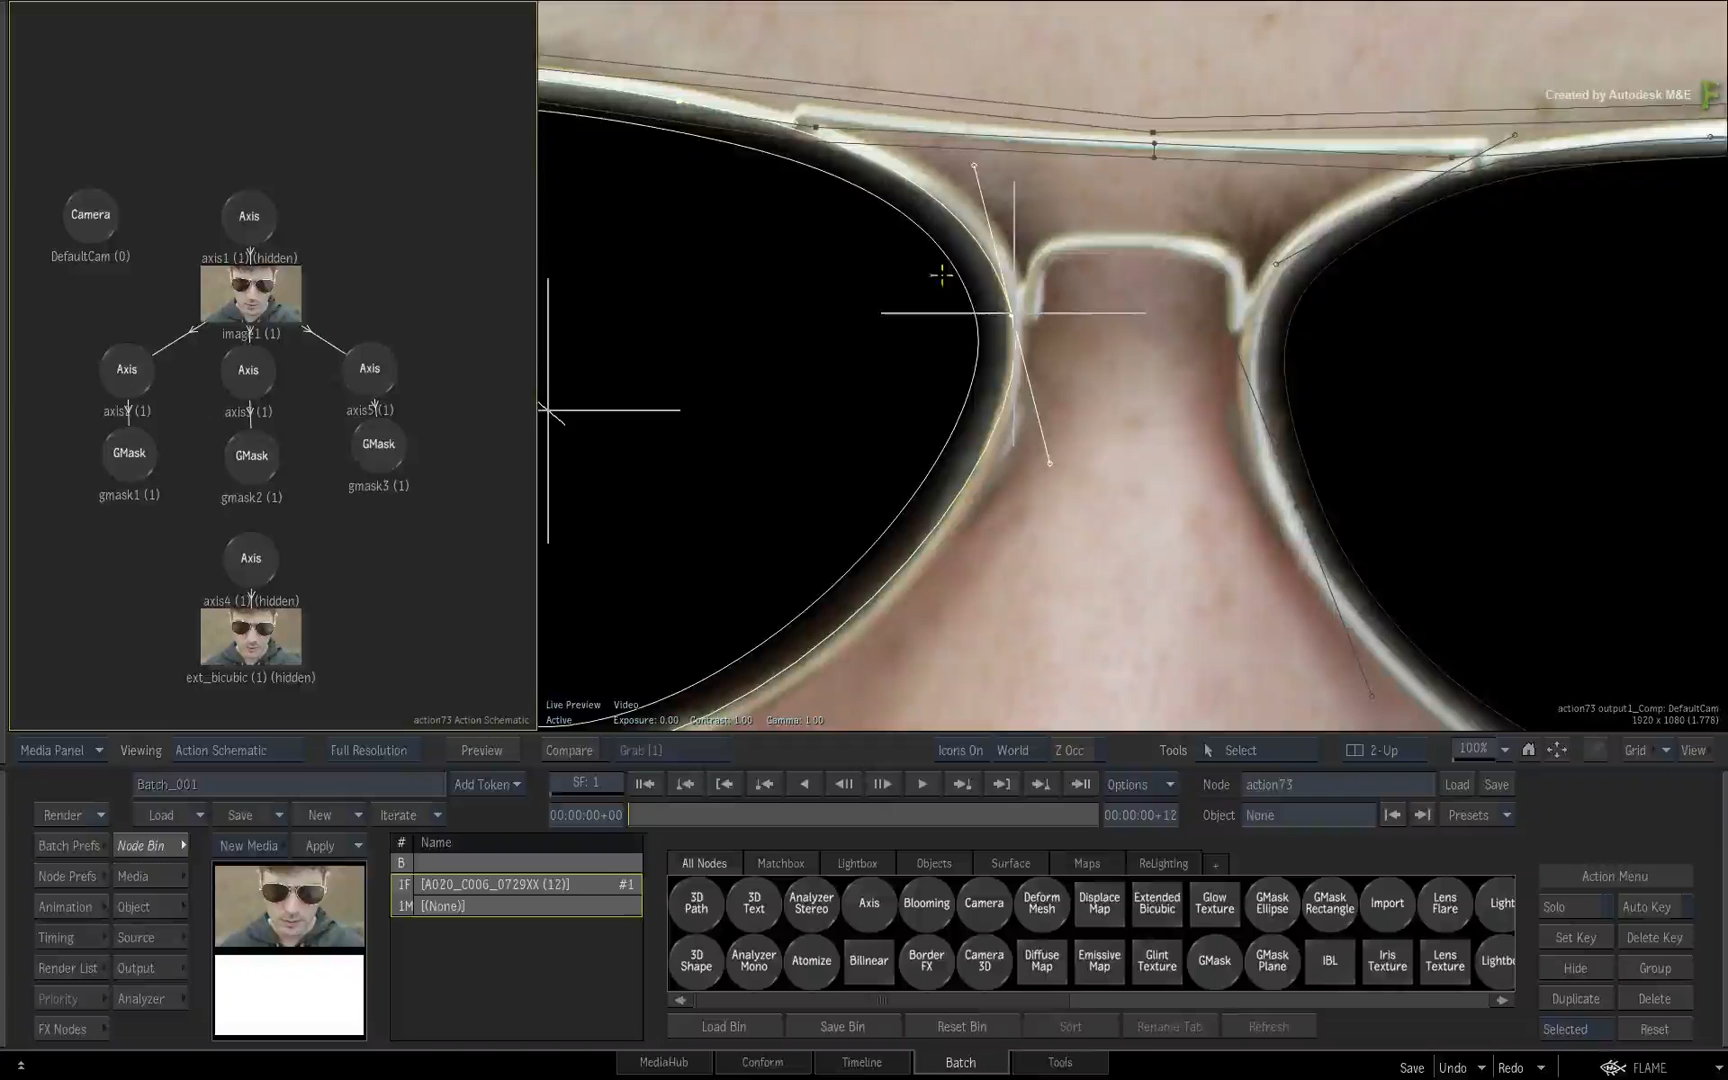 Created by Autodesk M&E
Camera
DefaultCam (0)
Axis
axis1 (1) (hidden)
image1 (1)
Axis
Axis
Axis
axis2 (1)
axis3 (1)
axis5 (1)
GMask
GMask
GMask
gmask1 (1)
gmask2 (1)
gmask3 (1)
Axis
axis4 (1) (hidden)
ext_bicubic (1) (hidden)
action73 Action Schematic
Live Preview Video
Active Exposure: 0.00 Contrast: 1.00 Gamma: 1.00
action73 output1_Comp: DefaultCam
1920 x 1080 (1.778)
Media Panel Viewing Action Schematic Full Resolution Preview Compare Grab [1] Icons On World Z Occ Tools Select 2-Up 100% Grid View
Batch_001 Add Token SF: 1 Options Node action73 Load Save
Render Load Save New Iterate 00:00:00+00 00:00:00+12 Object None Presets
Batch Prefs Node Bin New Media Apply
Node Prefs Media
Animation Object
Timing Source
Render List Output
Priority Analyzer
FX Nodes
# Name
B
1F [A020_C006_0729XX (12)] #1
1M [(None)]
All Nodes Matchbox Lightbox Objects Surface Maps ReLighting +
3D Path 3D Text Analyzer Stereo Axis Blooming Camera Deform Mesh Displace Map Extended Bicubic Glow Texture GMask Ellipse GMask Rectangle Import Lens Flare Light
3D Shape Analyzer Mono Atomize Bilinear Border FX Camera 3D Diffuse Map Emissive Map Glint Texture GMask GMask Plane IBL Iris Texture Lens Texture Lightb
Load Bin Save Bin Reset Bin Sort Rename Tab Refresh
Action Menu
Solo Auto Key
Set Key Delete Key
Hide Group
Duplicate Delete
Selected Reset
MediaHub Conform Timeline Batch Tools
Save Undo Redo FLAME